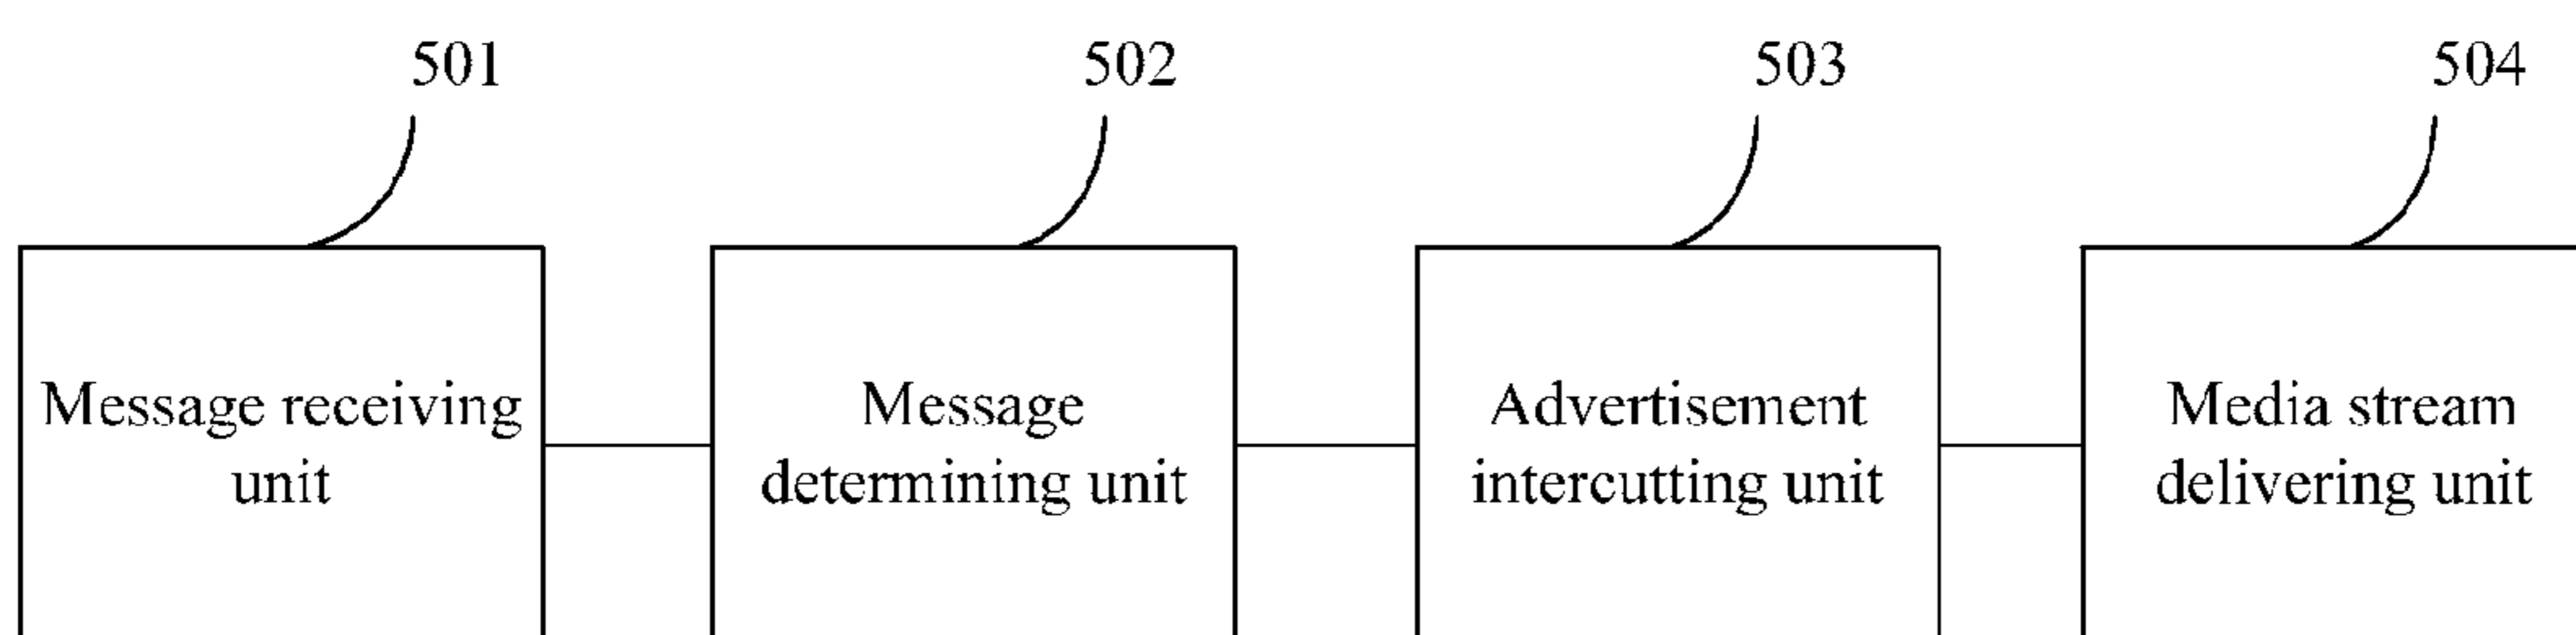 501
502
503
504
Message receiving
unit
Message
determining unit
Advertisement
intercutting unit
Media stream
delivering unit